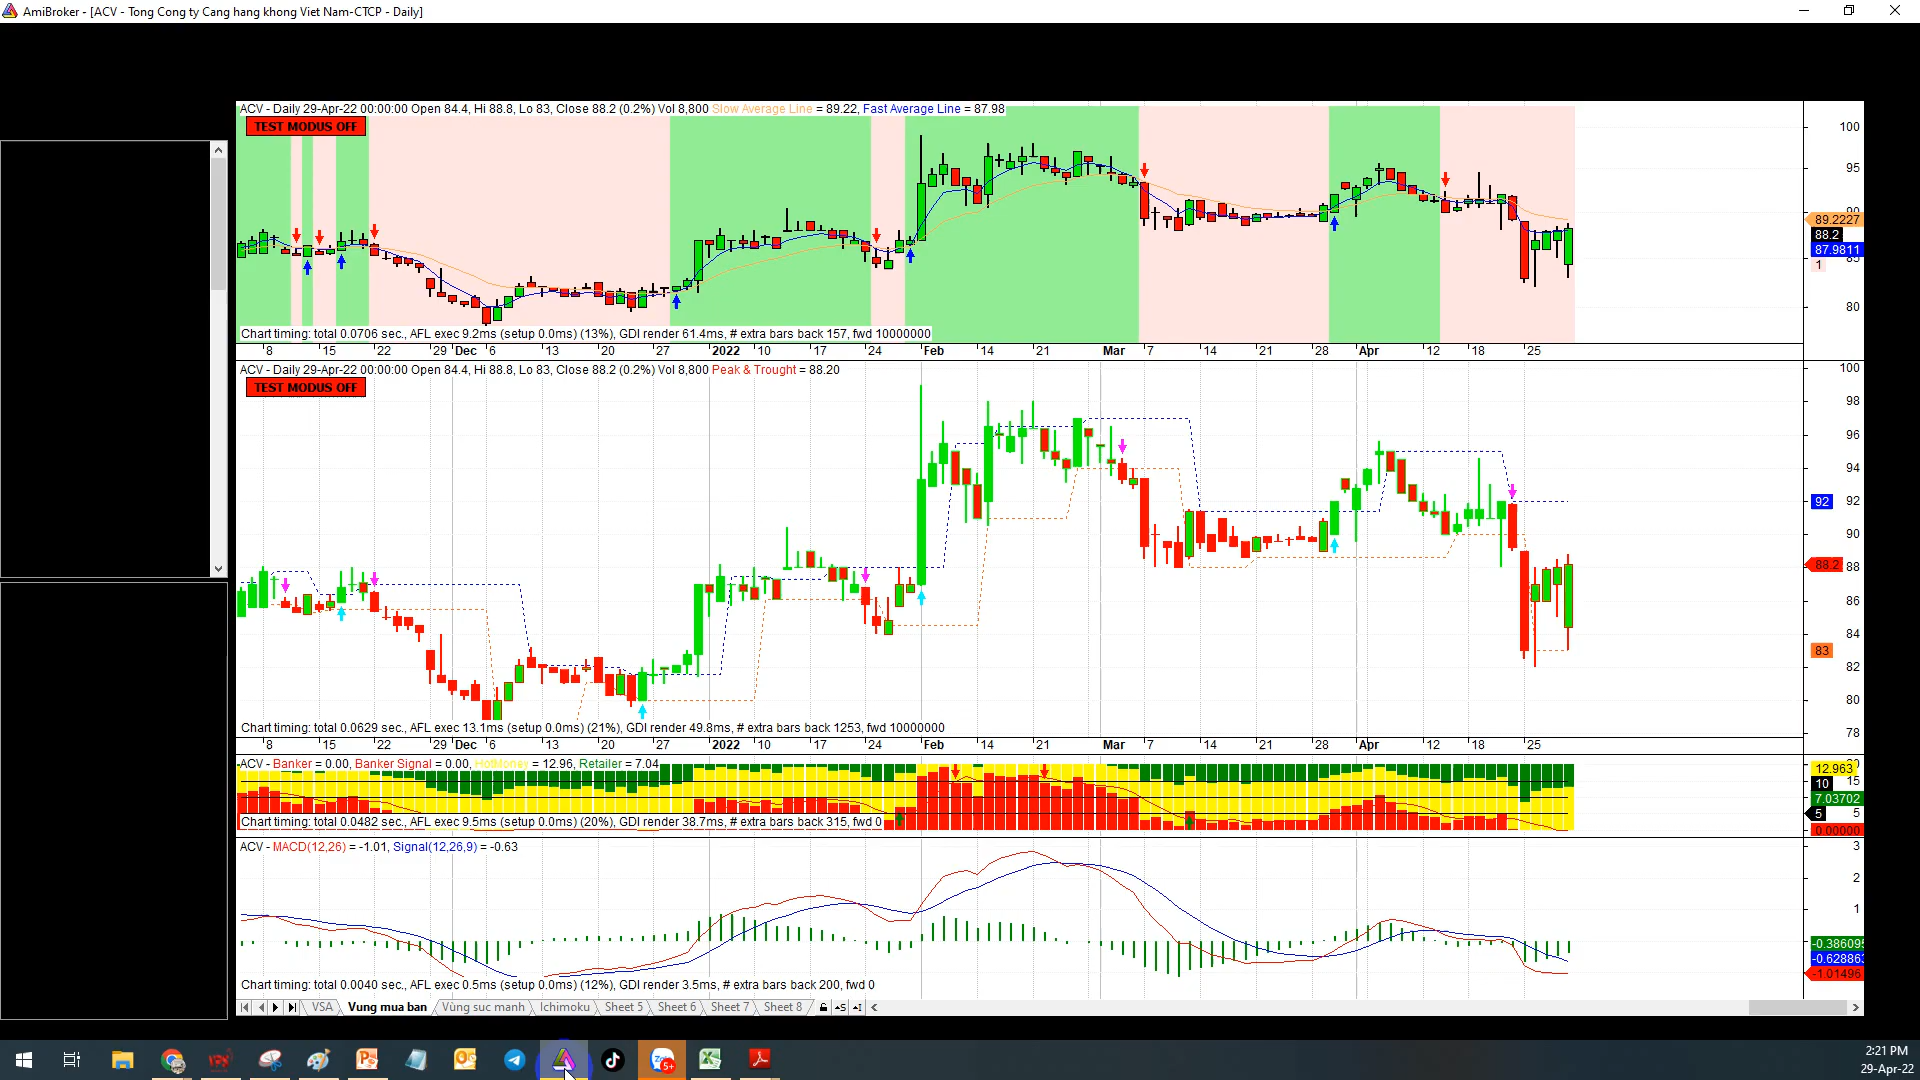 AmiBroker - [ACV - Tong Cong ty Cang hang khong Viet Nam-CTCP - Daily]
ACV - Daily 29-Apr-22 00:00:00 Open 84.4, Hi 88.8, Lo 83, Close 88.2 (0.2%) Vol 8,800 Slow Average Line = 89.22, Fast Average Line = 87.98
TEST MODUS OFF
100
95
90
89.2227
88.2
87.9811
85
1
80
Chart timing: total 0.0706 sec., AFL exec 9.2ms (setup 0.0ms) (13%), GDI render 61.4ms, # extra bars back 157, fwd 10000000
8 15 22 29 Dec 6 13 20 27 2022 10 17 24 Feb 14 21 Mar 7 14 21 28 Apr 12 18 25
ACV - Daily 29-Apr-22 00:00:00 Open 84.4, Hi 88.8, Lo 83, Close 88.2 (0.2%) Vol 8,800 Peak & Trought = 88.20
TEST MODUS OFF
100
98
96
94
92
92
90
88.2
88
86
84
83
82
80
78
Chart timing: total 0.0629 sec., AFL exec 13.1ms (setup 0.0ms) (21%), GDI render 49.8ms, # extra bars back 1253, fwd 10000000
8 15 22 29 Dec 6 13 20 27 2022 10 17 24 Feb 14 21 Mar 7 14 21 28 Apr 12 18 25
ACV - Banker = 0.00, Banker Signal = 0.00, HotMoney = 12.96, Retailer = 7.04
12.963
15
10
7.03702
5 5
0.00000
Chart timing: total 0.0482 sec., AFL exec 9.5ms (setup 0.0ms) (20%), GDI render 38.7ms, # extra bars back 315, fwd 0
ACV - MACD(12,26) = -1.01, Signal(12,26,9) = -0.63
3
2
1
-0.386095
-0.628863
-1.01496
Chart timing: total 0.0040 sec., AFL exec 0.5ms (setup 0.0ms) (12%), GDI render 3.5ms, # extra bars back 200, fwd 0
VSA Vung mua ban Vùng suc manh Ichimoku Sheet 5 Sheet 6 Sheet 7 Sheet 8
5+
2:21 PM
29-Apr-22